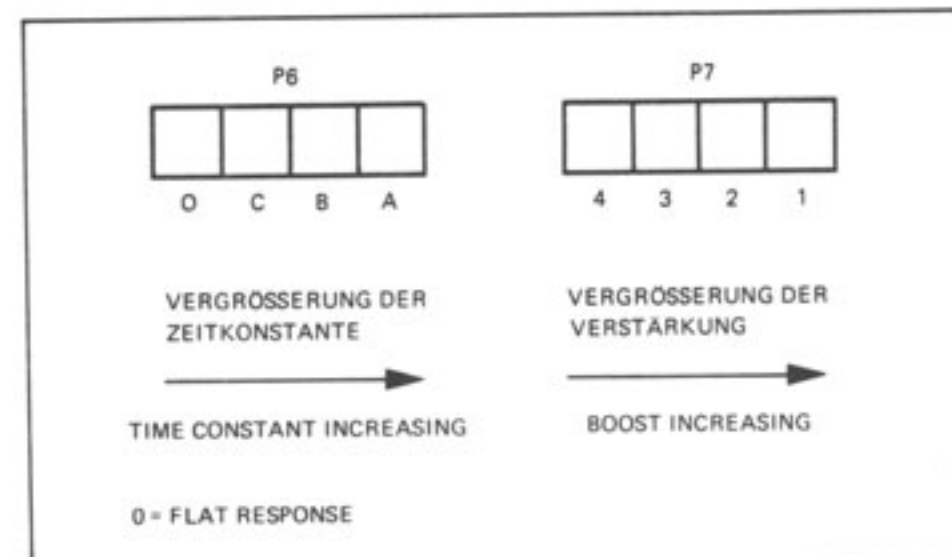 P6 P7
O C B A 4 3 2 1
VERGRÖSSERUNG DER VERGRÖSSERUNG DER
ZEITKONSTANTE VERSTÄRKUNG
TIME CONSTANT INCREASING BOOST INCREASING
0 = FLAT RESPONSE